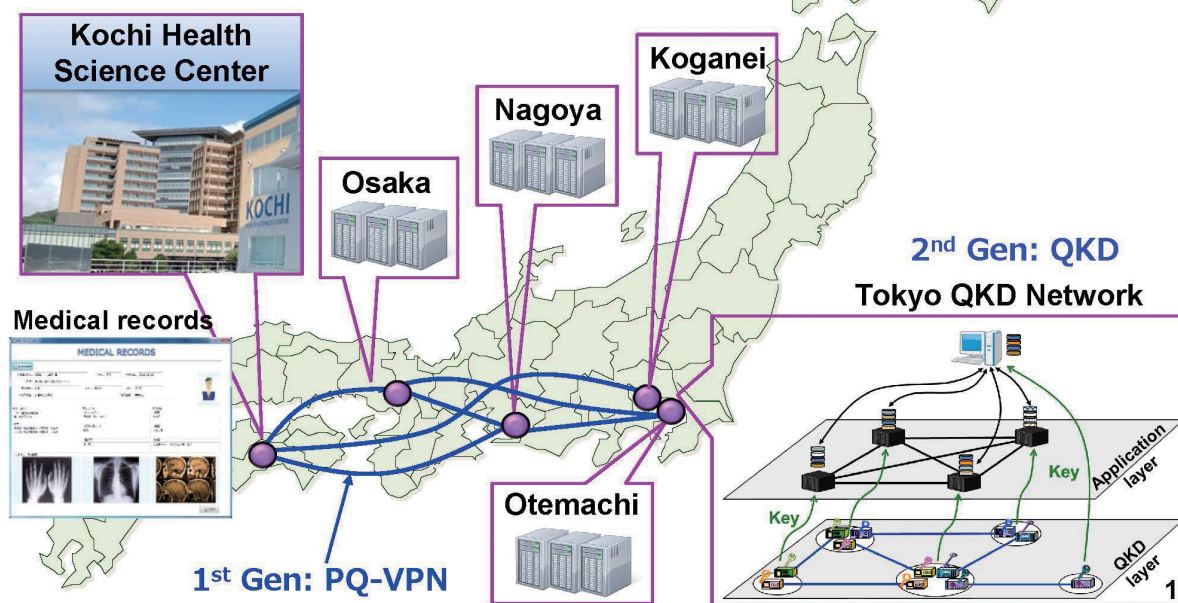 Kochi Health
Science Center
KOCHI
Osaka
Nagoya
Koganei
2nd Gen: QKD
Tokyo QKD Network
Medical records
MEDICAL RECORDS
Otemachi
1st Gen: PQ-VPN
Key
Key
Application
layer
QKD
layer
1